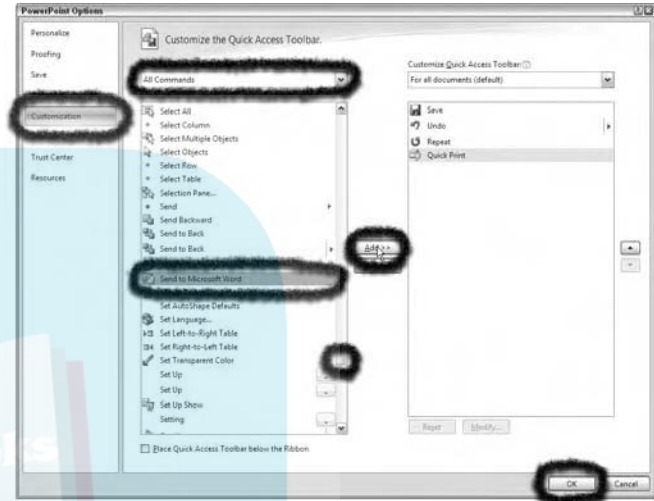 PowerPoint Options
Personalize
Proofing
Save
Customization
Trust Center
Resources
Customize the Quick Access Toolbar.
All Commands
Select All
Select Column
Select Multiple Objects
Select Objects
Select Row
Select Table
Selection Pane...
Send
Send Backward
Send to Back
Send to Back
Send to Microsoft Word
Set AutoShape Defaults
Set Language...
Set Left-to-Right Table
Set Right-to-Left Table
Set Transparent Color
Set Up
Set Up
Set Up Show
Setting
Place Quick Access Toolbar below the Ribbon
Add >>
Customize Quick Access Toolbar:
For all documents (default)
Save
Undo
Repeat
Quick Print
Reset
Modify...
OK
Cancel